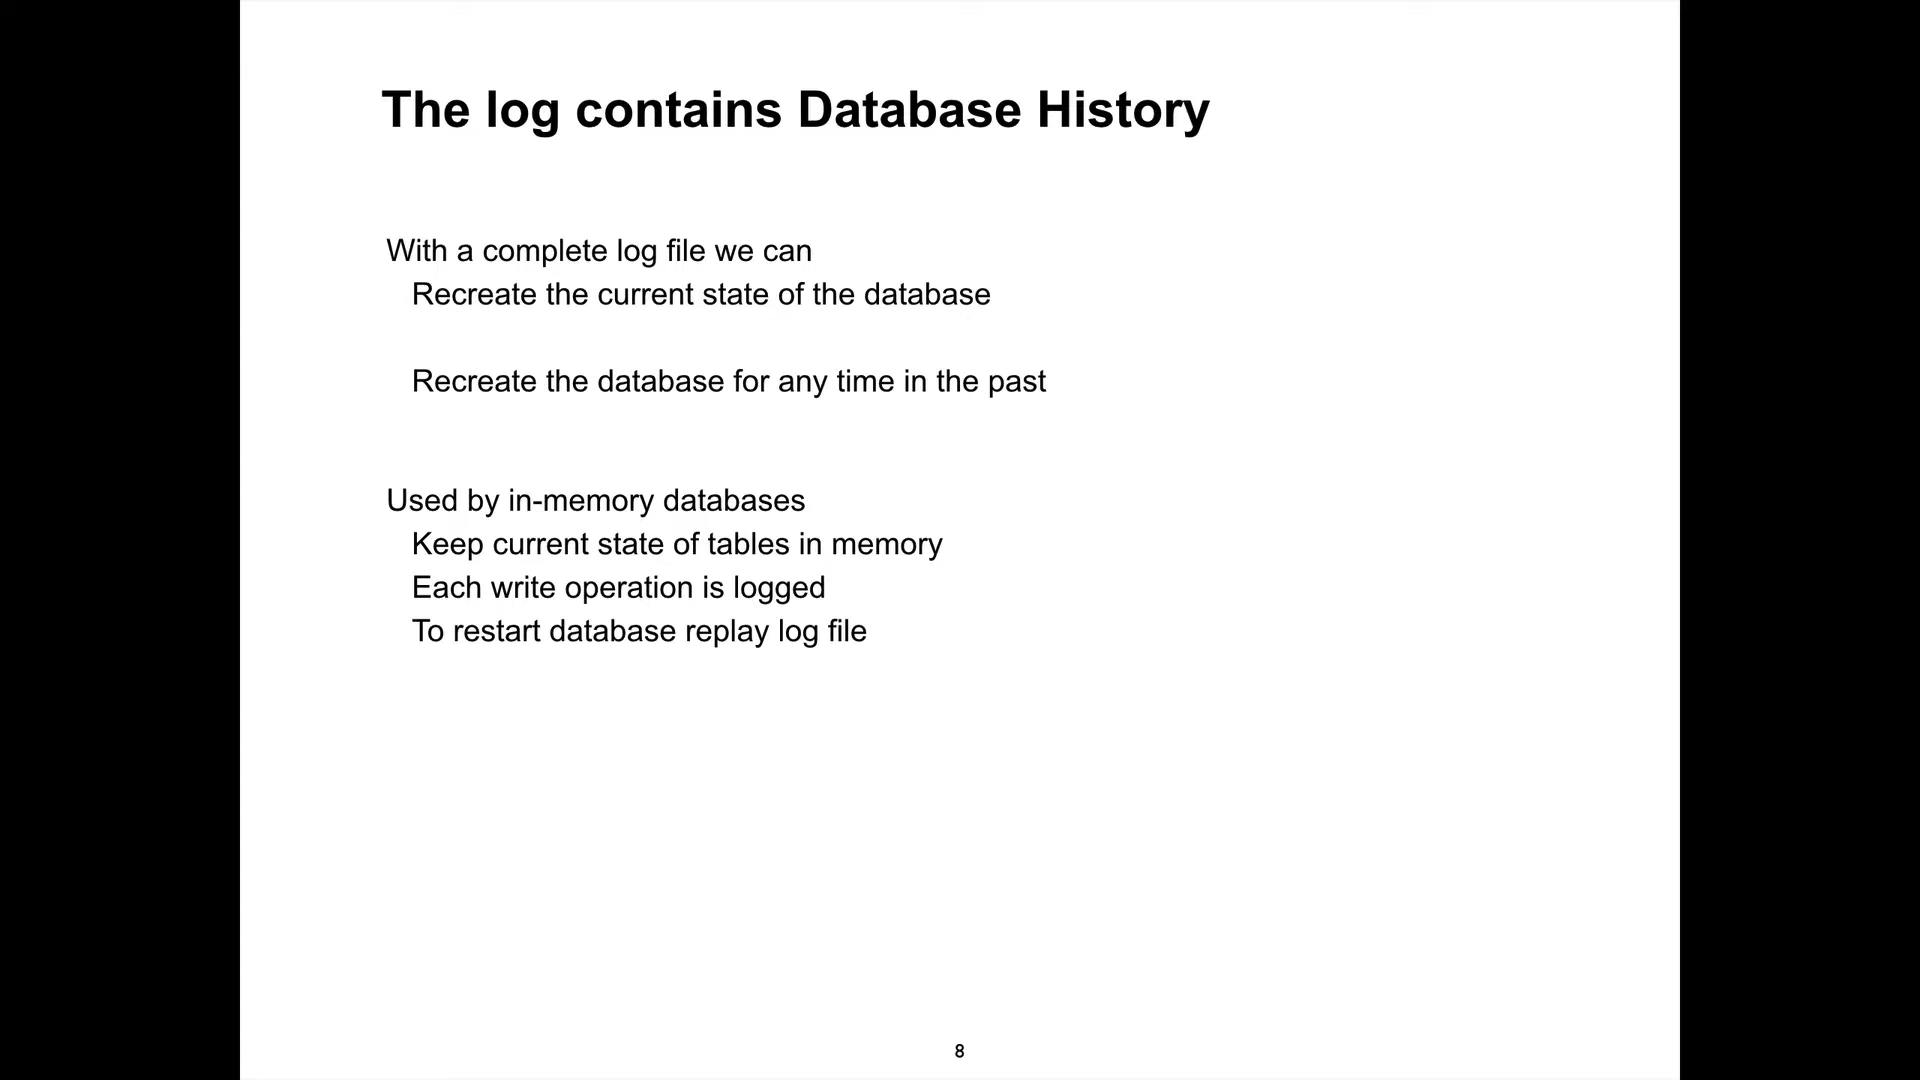 The log contains Database History
With a complete log file we can
Recreate the current state of the database
Recreate the database for any time in the past
Used by in-memory databases
Keep current state of tables in memory
Each write operation is logged
To restart database replay log file
8